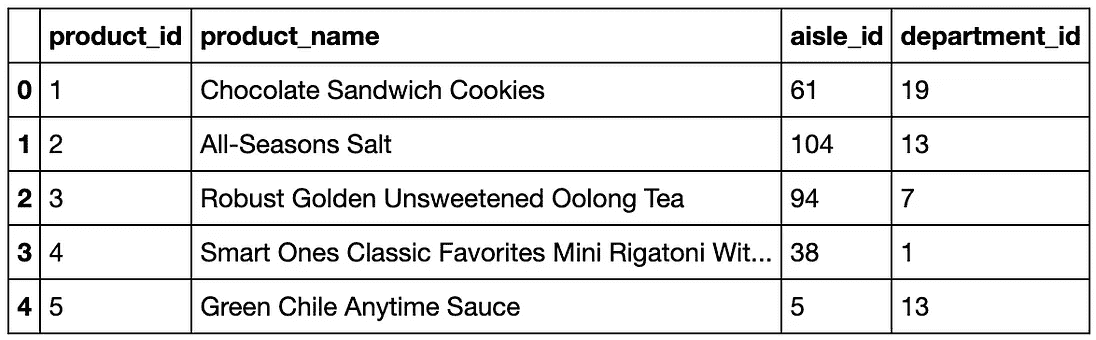 product_id product_name aisle_id department_id
0 1 Chocolate Sandwich Cookies 61 19
1 2 All-Seasons Salt 104 13
2 3 Robust Golden Unsweetened Oolong Tea 94 7
3 4 Smart Ones Classic Favorites Mini Rigatoni Wit... 38 1
4 5 Green Chile Anytime Sauce 5 13